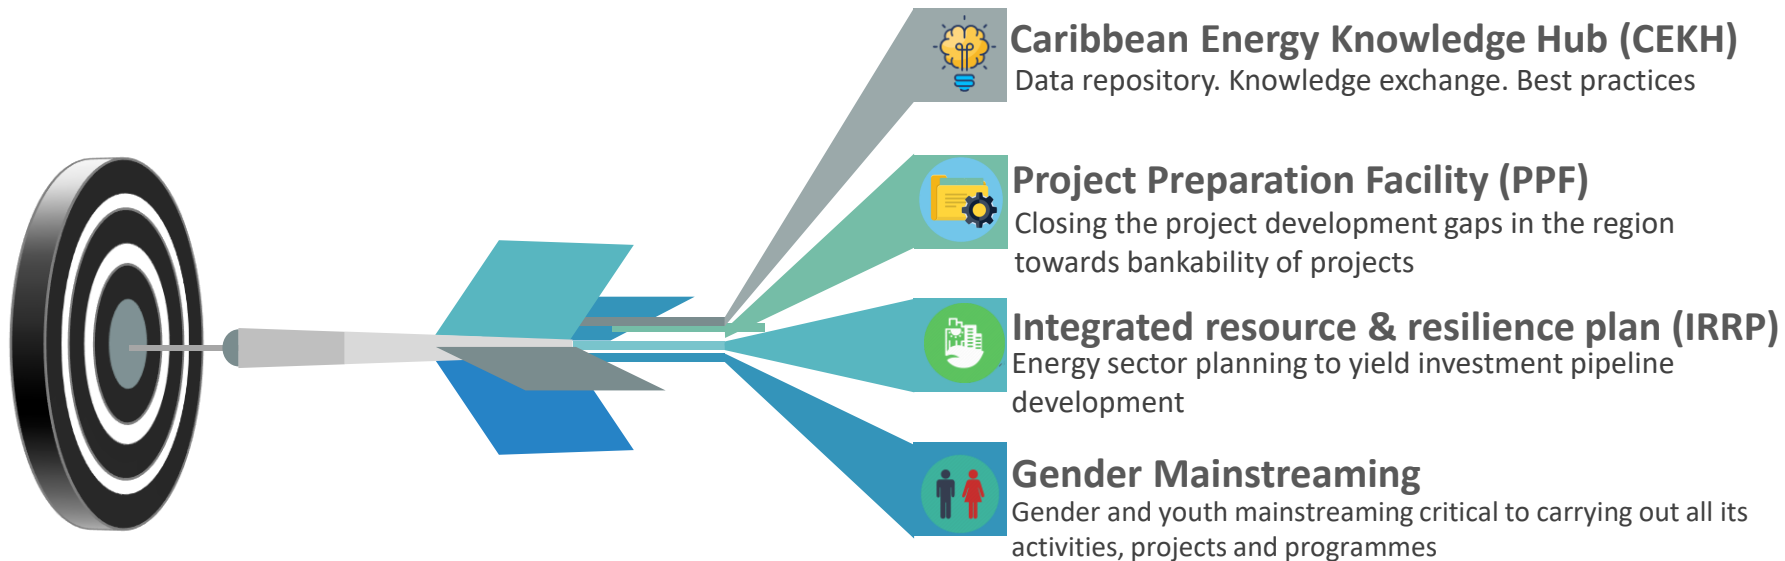 Caribbean Energy Knowledge Hub (CEKH)
Data repository. Knowledge exchange. Best practices
Project Preparation Facility (PPF)
Closing the project development gaps in the region
towards bankability of projects
Integrated resource & resilience plan (IRRP)
Energy sector planning to yield investment pipeline
development
Gender Mainstreaming
Gender and youth mainstreaming critical to carrying out all its
activities, projects and programmes